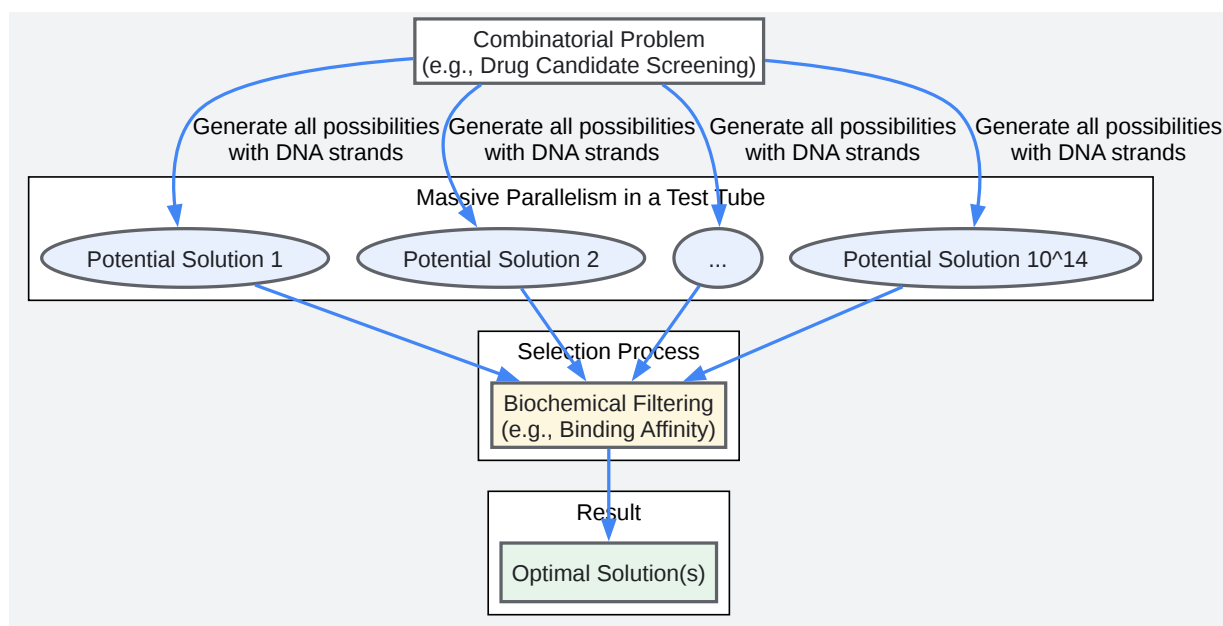 Combinatorial Problem
(e.g., Drug Candidate Screening)
Generate all possibilities
with DNA strands
Generate all possibilities
with DNA strands
Generate all possibilities
with DNA strands
Generate all possibilities
with DNA strands
Massive Parallelism in a Test Tube
Potential Solution 1
Potential Solution 2
...
Potential Solution 10^14
Selection Process
Biochemical Filtering
(e.g., Binding Affinity)
Result
Optimal Solution(s)